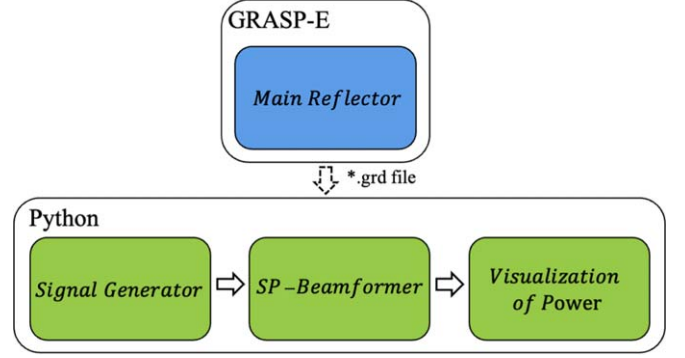 GRASP-E
Main Reflector
*.grd file
Python
Signal Generator
SP–Beamformer
Visualization
of Power